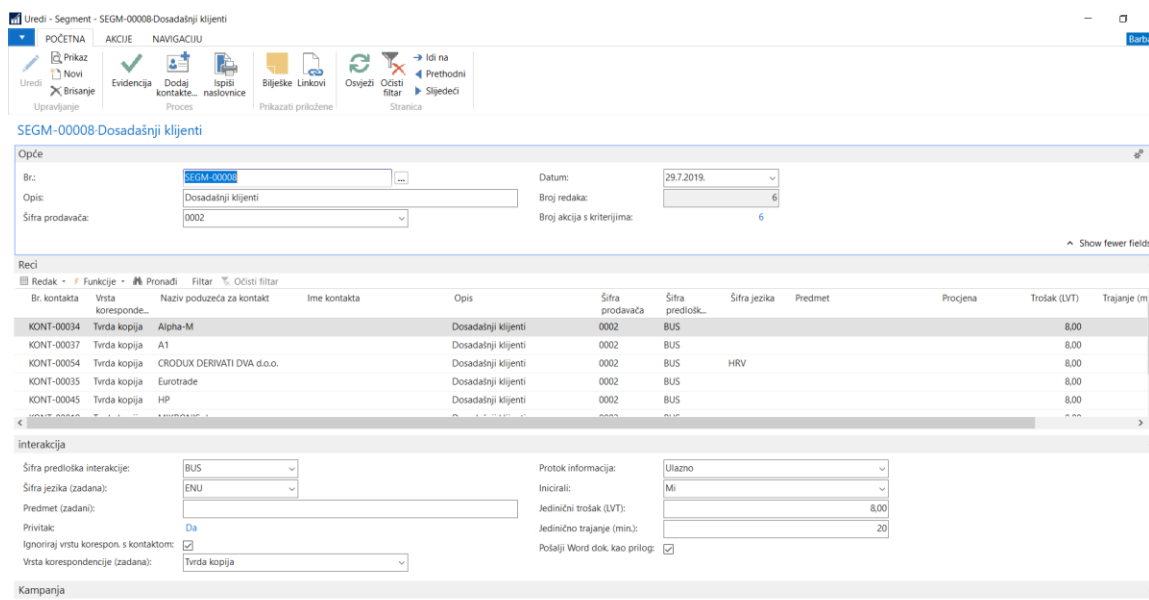 Uredi - Segment - SEGM-00008·Dosadašnji klijenti
POČETNA AKCIJE NAVIGACIJU
Barba
Uredi
Prikaz
Novi
Brisanje
Upravljanje
Evidencija
Dodaj kontakte...
Ispiši naslovnice
Proces
Bilješke Linkovi
Prikazati priložene
Osvježi
Očisti filtar
Idi na
Prethodni
Slijedeći
Stranica
SEGM-00008·Dosadašnji klijenti
Opće
Br.: SEGM-00008 ... Datum: 29.7.2019.
Opis: Dosadašnji klijenti Broj redaka: 6
Šifra prodavača: 0002 Broj akcija s kriterijima: 6
Show fewer fields
Reci
Redak Funkcije Pronađi Filtar Očisti filtar
Br. kontakta Vrsta koresponde... Naziv poduzeća za kontakt Ime kontakta Opis Šifra prodavača Šifra predlošk... Šifra jezika Predmet Procjena Trošak (LVT) Trajanje (m
KONT-00034 Tvrda kopija Alpha-M Dosadašnji klijenti 0002 BUS 8,00
KONT-00037 Tvrda kopija A1 Dosadašnji klijenti 0002 BUS 8,00
KONT-00054 Tvrda kopija CRODUX DERIVATI DVA d.o.o. Dosadašnji klijenti 0002 BUS HRV 8,00
KONT-00035 Tvrda kopija Eurotrade Dosadašnji klijenti 0002 BUS 8,00
KONT-00045 Tvrda kopija HP Dosadašnji klijenti 0002 BUS 8,00
interakcija
Šifra predloška interakcije: BUS Protok informacija: Ulazno
Šifra jezika (zadana): ENU Inicirali: Mi
Predmet (zadani): Jedinični trošak (LVT): 8,00
Privitak: Da Jedinično trajanje (min.): 20
Ignoriraj vrstu korespon. s kontaktom: Pošalji Word dok. kao prilog:
Vrsta korespondencije (zadana): Tvrda kopija
Kampanja